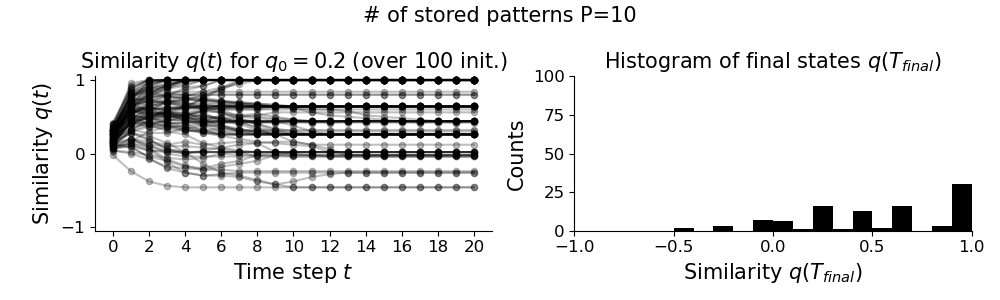 # of stored patterns P=10
Similarity q(t) for q₀ = 0.2 (over 100 init.)
Similarity q(t)
1
0
−1
0 2 4 6 8 10 12 14 16 18 20
Time step t
Histogram of final states q(T_final)
Counts
100
75
50
25
0
−1.0 −0.5 0.0 0.5 1.0
Similarity q(T_final)